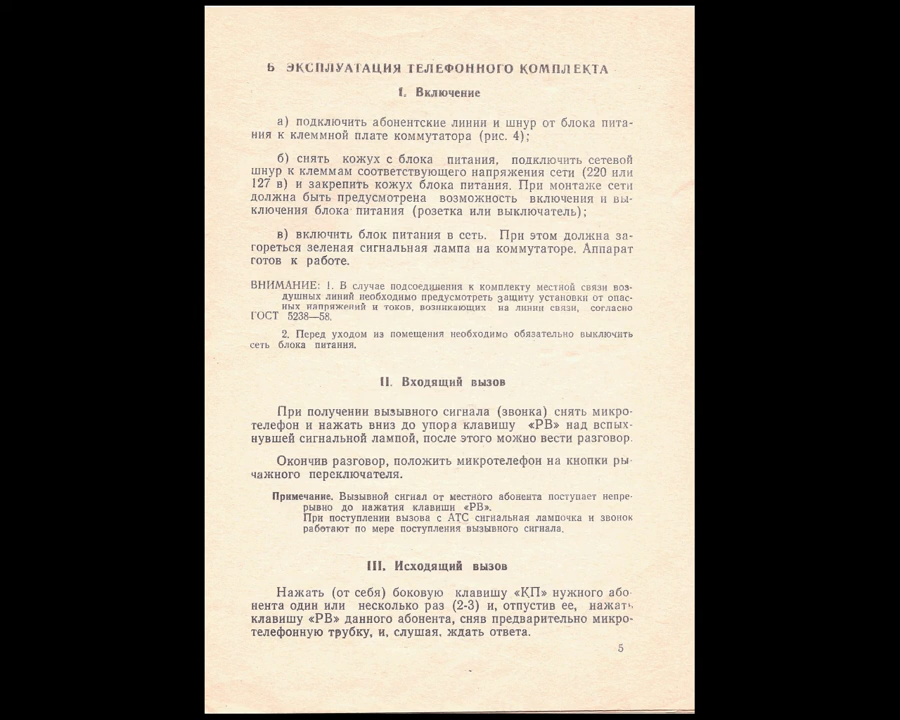 Б ЭКСПЛУАТАЦИЯ ТЕЛЕФОННОГО КОМПЛЕКТА
I. Включение
а) подключить абонентские линии и шнур от блока пита-
ния к клеммной плате коммутатора (рис. 4);
б) снять кожух с блока питания, подключить сетевой
шнур к клеммам соответствующего напряжения сети (220 или
127 в) и закрепить кожух блока питания. При монтаже сети
должна быть предусмотрена возможность включения и вы-
ключения блока питания (розетка или выключатель);
в) включить блок питания в сеть. При этом должна за-
гореться зеленая сигнальная лампа на коммутаторе. Аппарат
готов к работе.
ВНИМАНИЕ: 1. В случае подсоединения к комплекту местной связи воз-
душных линий необходимо предусмотреть защиту установки от опас-
ных напряжений и токов, возникающих на линии связи, согласно
ГОСТ 5238—58.
2. Перед уходом из помещения необходимо обязательно выключить
сеть блока питания.
II. Входящий вызов
При получении вызывного сигнала (звонка) снять микро-
телефон и нажать вниз до упора клавишу «РВ» над вспых-
нувшей сигнальной лампой, после этого можно вести разговор.
Окончив разговор, положить микротелефон на кнопки ры-
чажного переключателя.
Примечание. Вызывной сигнал от местного абонента поступает непре-
рывно до нажатия клавиши «РВ».
При поступлении вызова с АТС сигнальная лампочка и звонок
работают по мере поступления вызывного сигнала.
III. Исходящий вызов
Нажать (от себя) боковую клавишу «КП» нужного або-
нента один или несколько раз (2-3) и, отпустив ее, нажать
клавишу «РВ» данного абонента, сняв предварительно микро-
телефонную трубку, и, слушая, ждать ответа.
5